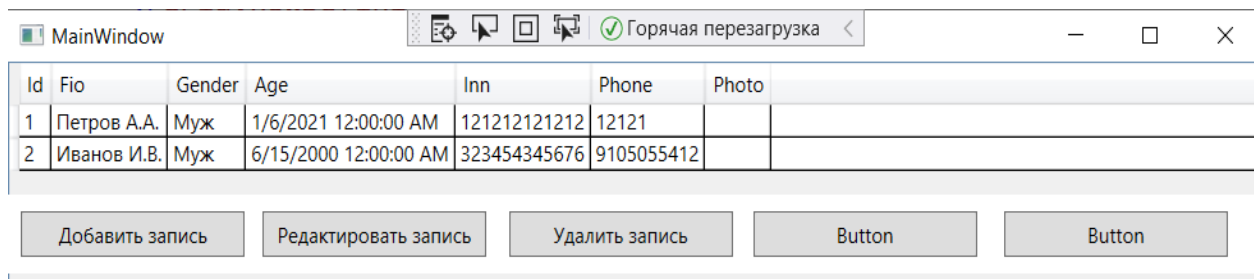 MainWindow Горячая перезагрузка
Id Fio Gender Age Inn Phone Photo
1 Петров А.А. Муж 1/6/2021 12:00:00 AM 121212121212 12121
2 Иванов И.В. Муж 6/15/2000 12:00:00 AM 323454345676 9105055412
Добавить запись Редактировать запись Удалить запись Button Button